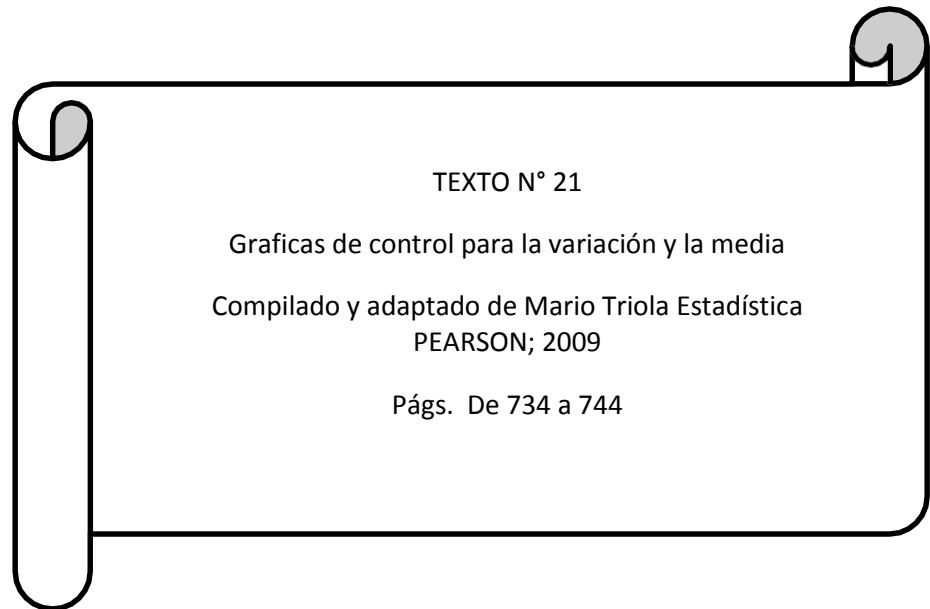 TEXTO N° 21
Graficas de control para la variación y la media
Compilado y adaptado de Mario Triola Estadística
PEARSON; 2009
Págs. De 734 a 744